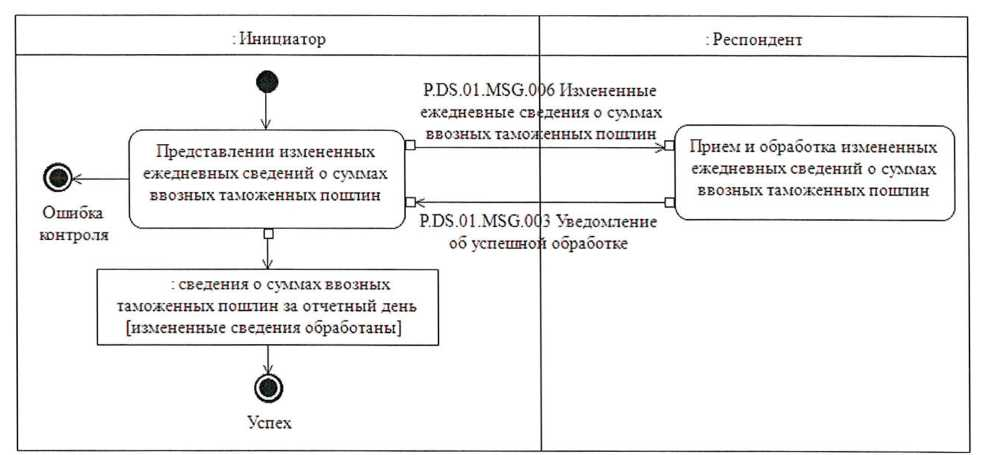 : Инициатор
: Респондент
P.DS.01.MSG.006 Измененные
ежедневные сведения о суммах
ввозных таможенных пошлин
Представлении измененных
ежедневных сведений о суммах
ввозных таможенных пошлин
Прием и обработка измененных
ежедневных сведений о суммах
ввозных таможенных пошлин
Ошибка
контроля
P.DS.01.MSG.003 Уведомление
об успешной обработке
: сведения о суммах ввозных
таможенных пошлин за отчетный день
[измененные сведения обработаны]
Успех